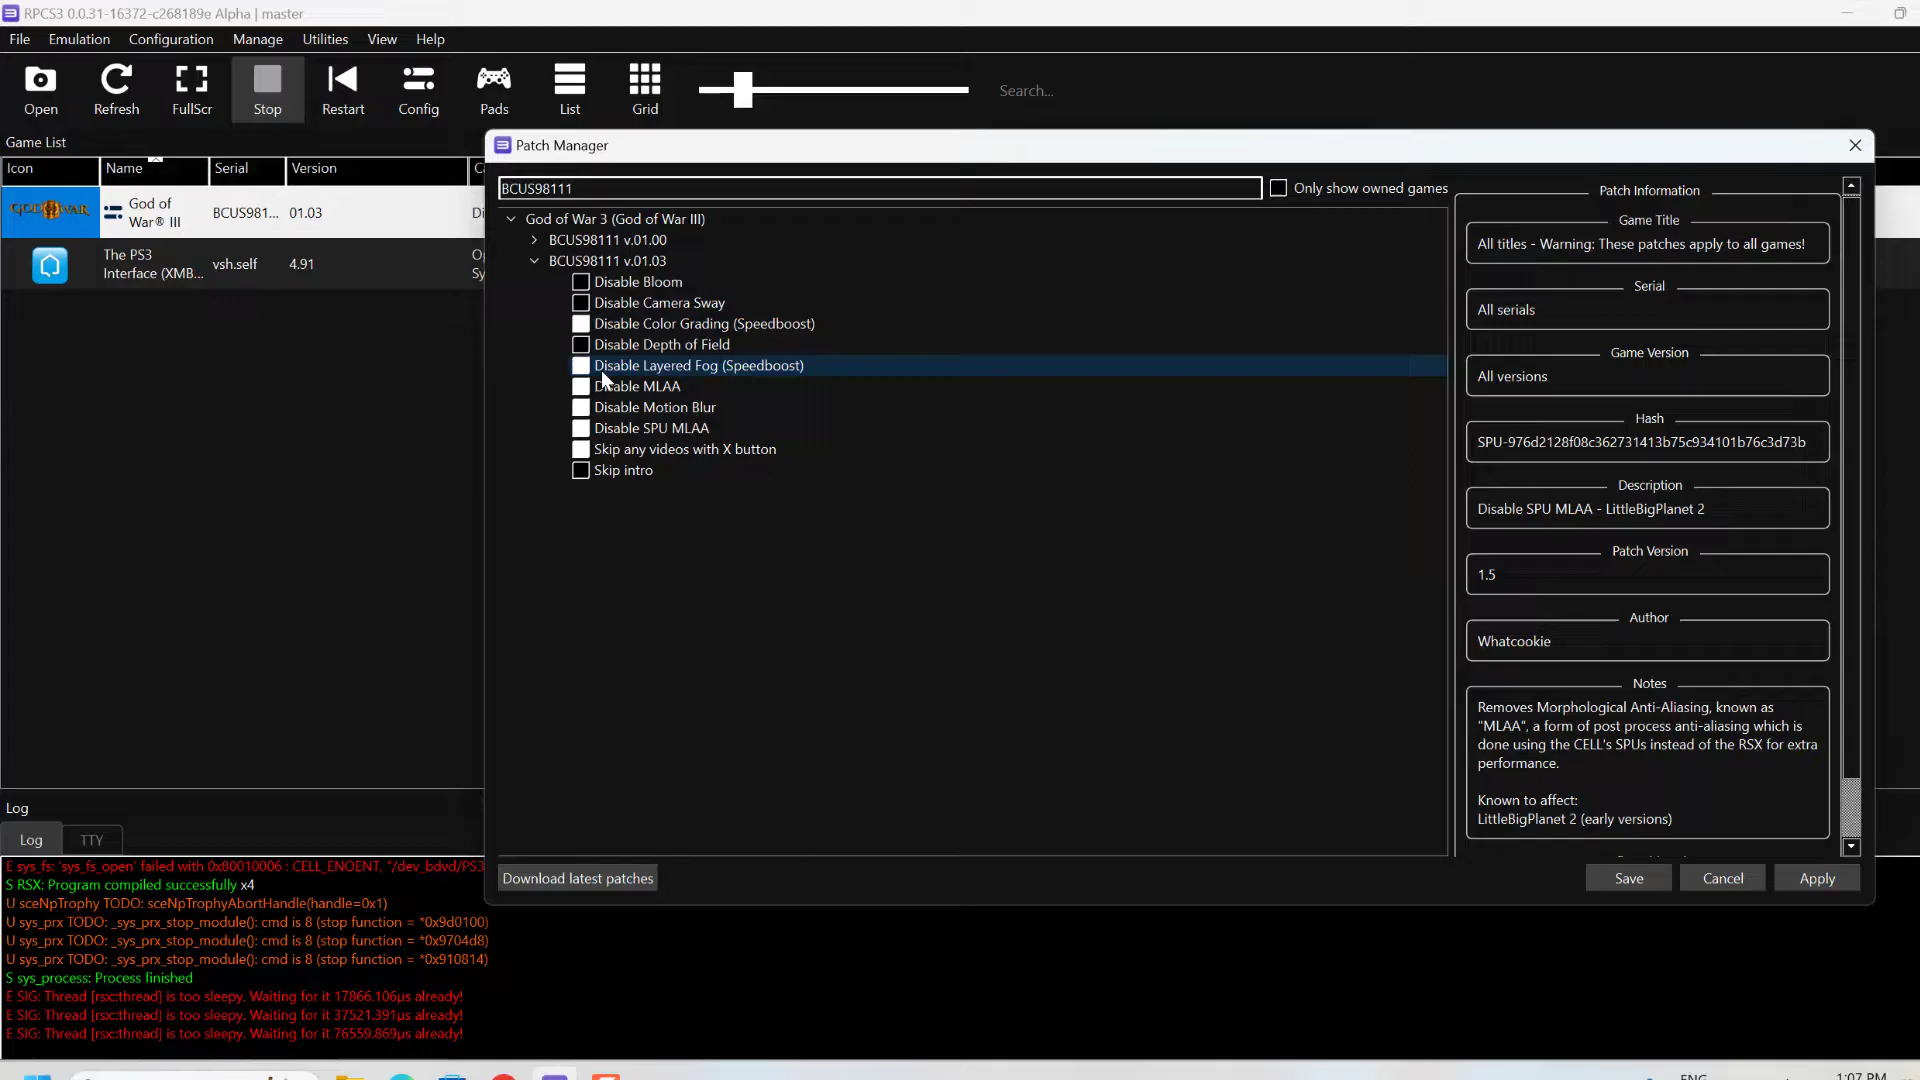 RPCS3 0.0.31-16372-c268189e Alpha | master
File Emulation Configuration Manage Utilities View Help
Open Refresh FullScr Stop Restart Config Pads List Grid Search...
Game List
Icon Name Serial Version
GOD WAR God of War® III BCUS981... 01.03
The PS3 Interface (XMB... vsh.self 4.91
Patch Manager
BCUS98111
Only show owned games
God of War 3 (God of War III)
BCUS98111 v.01.00
BCUS98111 v.01.03
Disable Bloom
Disable Camera Sway
Disable Color Grading (Speedboost)
Disable Depth of Field
Disable Layered Fog (Speedboost)
Disable MLAA
Disable Motion Blur
Disable SPU MLAA
Skip any videos with X button
Skip intro
Patch Information
Game Title
All titles - Warning: These patches apply to all games!
Serial
All serials
Game Version
All versions
Hash
SPU-976d2128f08c362731413b75c934101b76c3d73b
Description
Disable SPU MLAA - LittleBigPlanet 2
Patch Version
1.5
Author
Whatcookie
Notes
Removes Morphological Anti-Aliasing, known as
"MLAA", a form of post process anti-aliasing which is
done using the CELL's SPUs instead of the RSX for extra
performance.
Known to affect:
LittleBigPlanet 2 (early versions)
Download latest patches
Save Cancel Apply
Log
Log TTY
E sys_fs: 'sys_fs_open' failed with 0x80010006 : CELL_ENOENT, "/dev_bdvd/PS3
S RSX: Program compiled successfully x4
U sceNpTrophy TODO: sceNpTrophyAbortHandle(handle=0x1)
U sys_prx TODO: _sys_prx_stop_module(): cmd is 8 (stop function = *0x9d0100)
U sys_prx TODO: _sys_prx_stop_module(): cmd is 8 (stop function = *0x9704d8)
U sys_prx TODO: _sys_prx_stop_module(): cmd is 8 (stop function = *0x910814)
S sys_process: Process finished
E SIG: Thread [rsx::thread] is too sleepy. Waiting for it 17866.106µs already!
E SIG: Thread [rsx::thread] is too sleepy. Waiting for it 37521.391µs already!
E SIG: Thread [rsx::thread] is too sleepy. Waiting for it 76559.869µs already!
ENG
1:07 PM